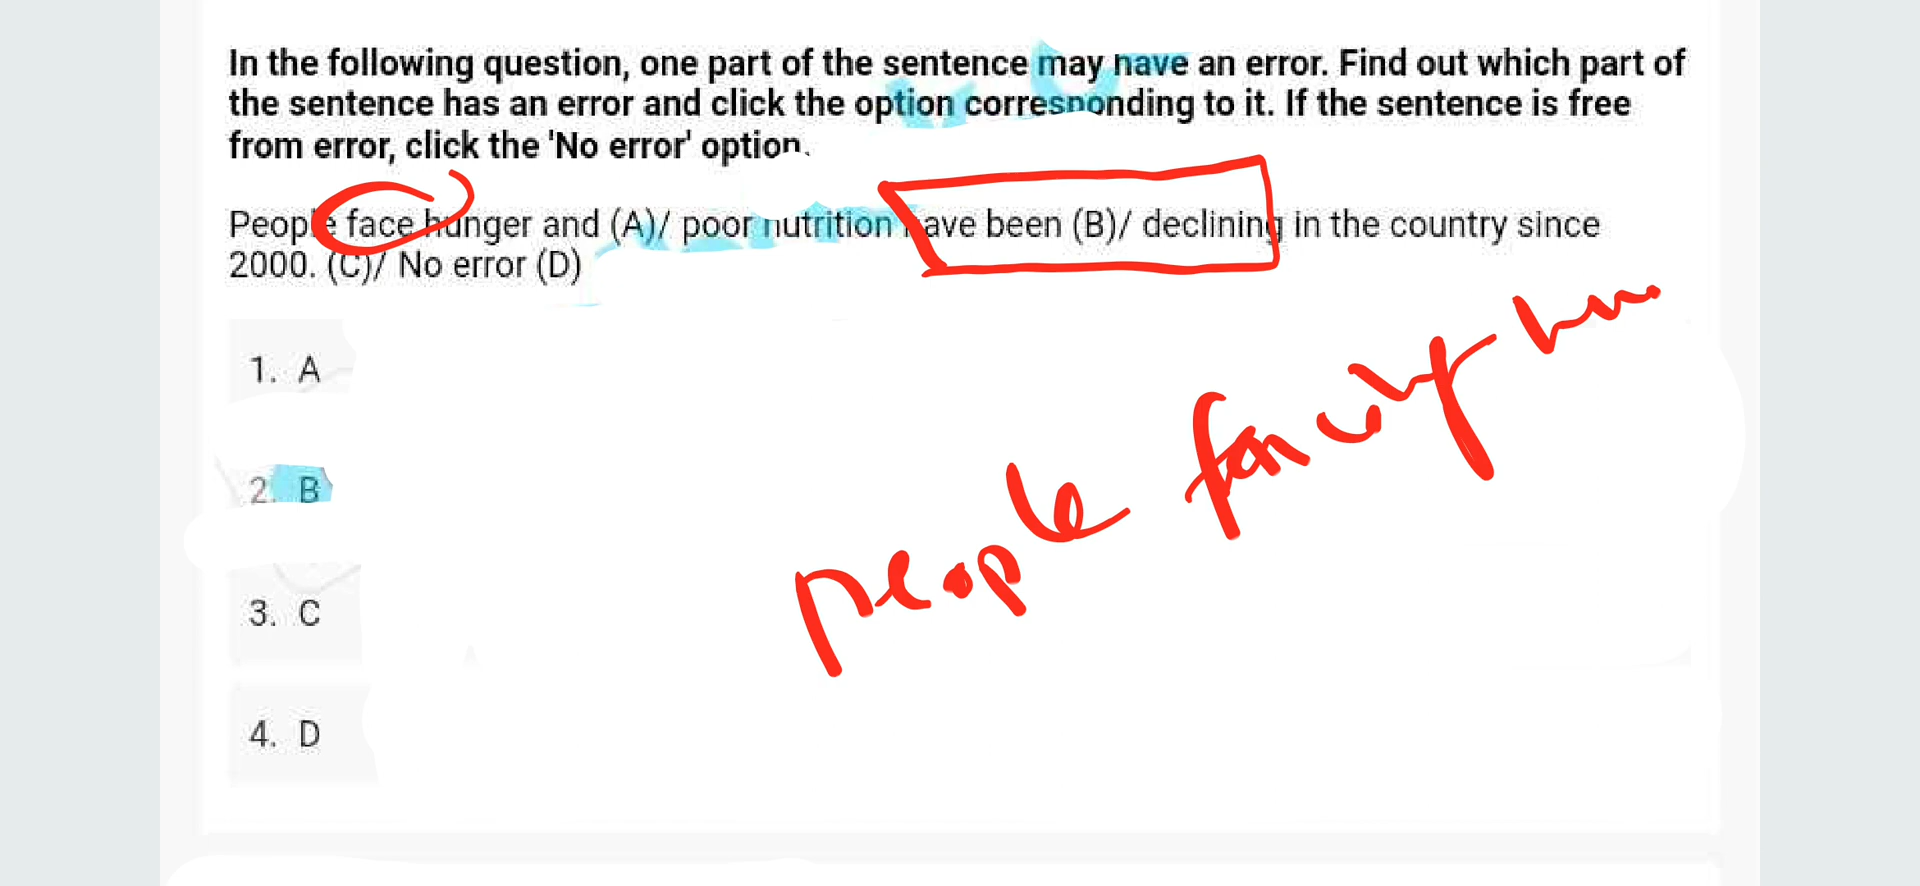 In the following question, one part of the sentence may have an error. Find out which part of
the sentence has an error and click the option corresponding to it. If the sentence is free
from error, click the 'No error' option.
People face hunger and (A)/ poor nutrition have been (B)/ declining in the country since
2000. (C)/ No error (D)
1. A
2. B
3. C
4. D
people